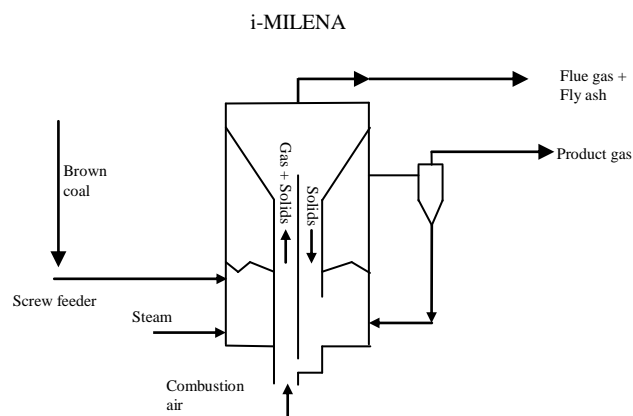 i-MILENA
Flue gas +
Fly ash
Product gas
Brown
coal
Gas + Solids
Solids
Screw feeder
Steam
Combustion
air